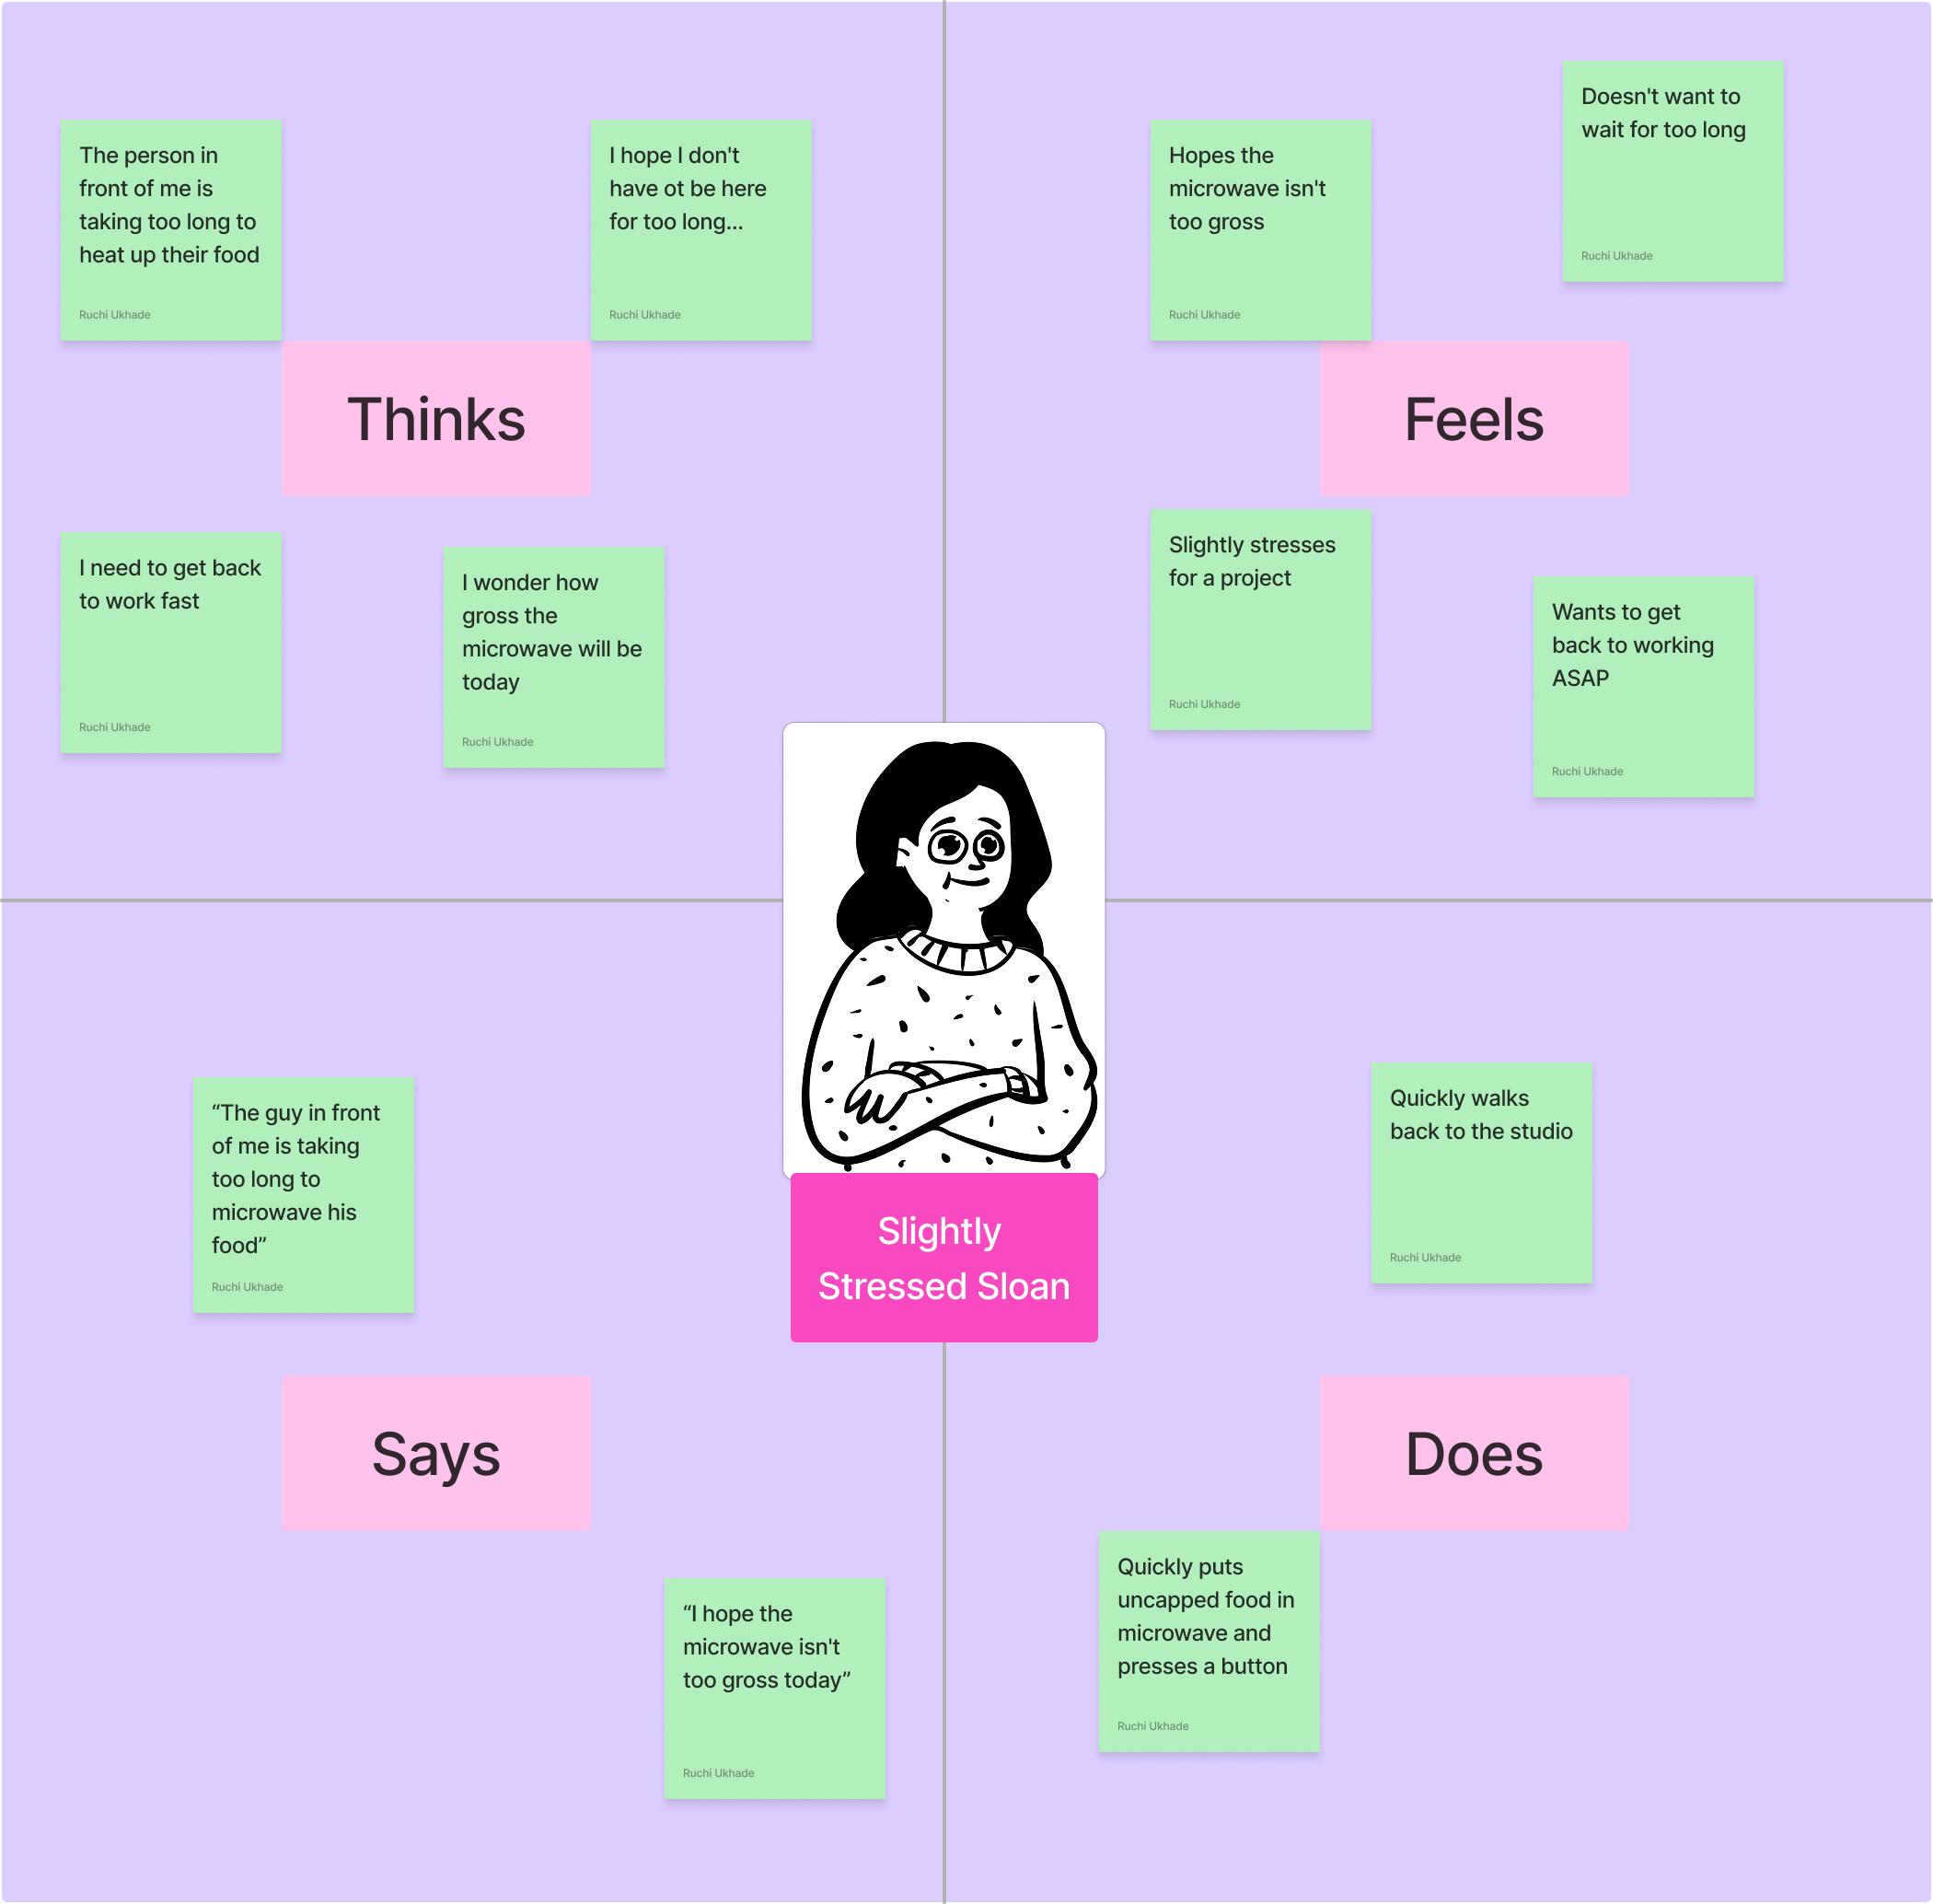 The person in
front of me is
taking too long to
heat up their food
Ruchi Ukhade
I hope I don't
have ot be here
for too long...
Ruchi Ukhade
Thinks
I need to get back
to work fast
Ruchi Ukhade
I wonder how
gross the
microwave will be
today
Ruchi Ukhade
Hopes the
microwave isn't
too gross
Ruchi Ukhade
Doesn't want to
wait for too long
Ruchi Ukhade
Feels
Slightly stresses
for a project
Ruchi Ukhade
Wants to get
back to working
ASAP
Ruchi Ukhade
Slightly
Stressed Sloan
“The guy in front
of me is taking
too long to
microwave his
food”
Ruchi Ukhade
Says
“I hope the
microwave isn't
too gross today”
Ruchi Ukhade
Quickly walks
back to the studio
Ruchi Ukhade
Does
Quickly puts
uncapped food in
microwave and
presses a button
Ruchi Ukhade